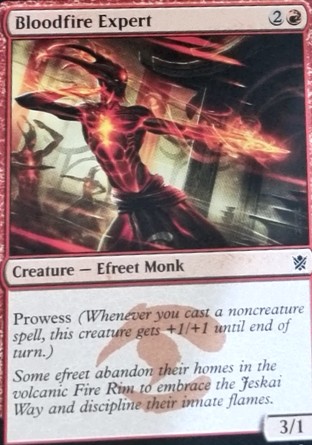 Bloodfire Expert 2
Creature — Efreet Monk
Prowess (Whenever you cast a noncreature
spell, this creature gets +1/+1 until end of
turn.)
Some efreet abandon their homes in the
volcanic Fire Rim to embrace the Jeskai
Way and discipline their innate flames.
3/1